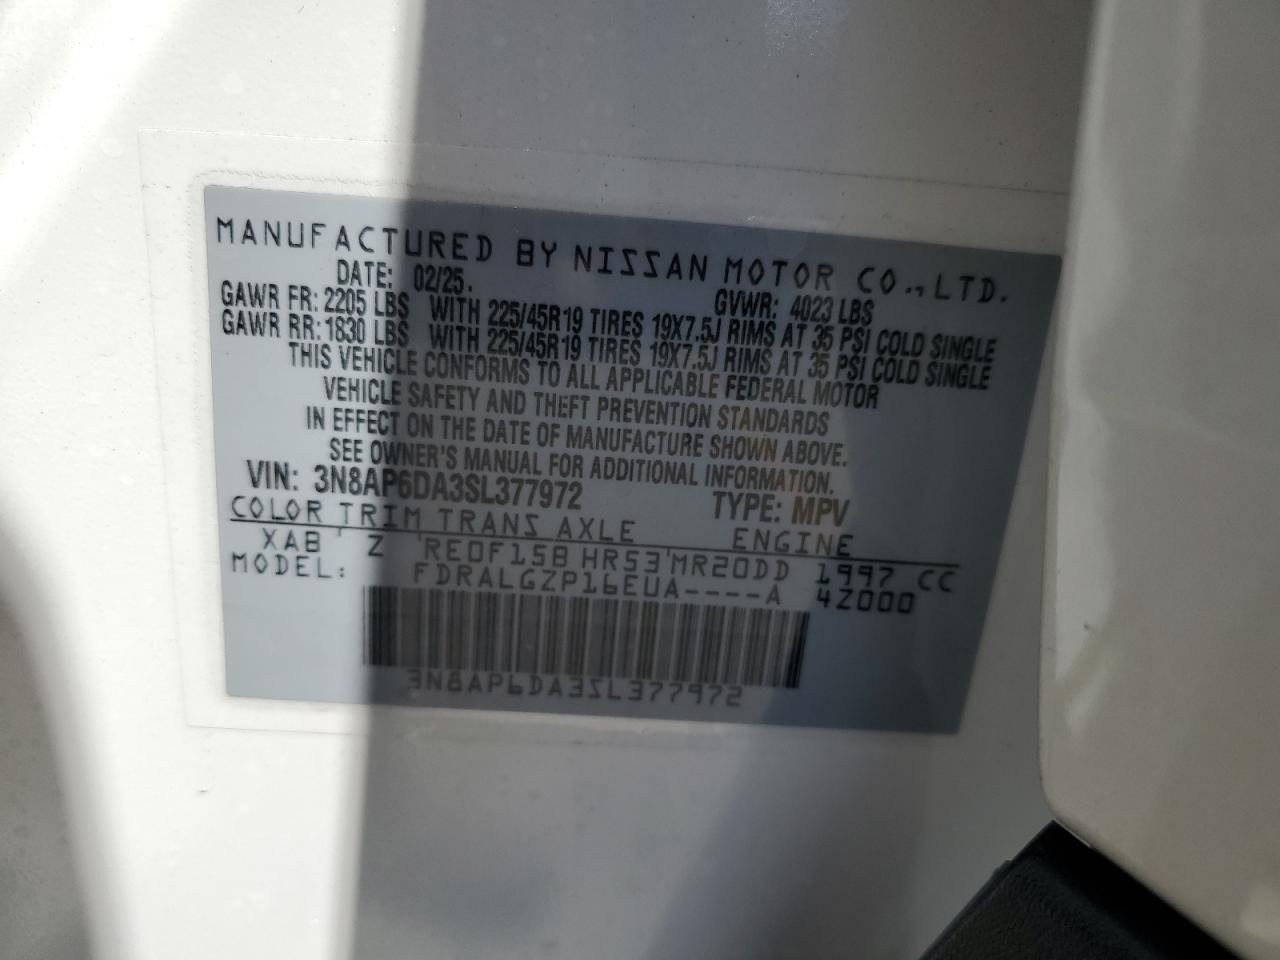 MANUFACTURED BY NISSAN MOTOR CO., LTD.
DATE: 02/25. GVWR: 4023 LBS
GAWR FR: 2205 LBS WITH 225/45R19 TIRES 19X7.5J RIMS AT 35 PSI COLD SINGLE
GAWR RR: 1830 LBS WITH 225/45R19 TIRES 19X7.5J RIMS AT 35 PSI COLD SINGLE
THIS VEHICLE CONFORMS TO ALL APPLICABLE FEDERAL MOTOR
VEHICLE SAFETY AND THEFT PREVENTION STANDARDS
IN EFFECT ON THE DATE OF MANUFACTURE SHOWN ABOVE.
SEE OWNER'S MANUAL FOR ADDITIONAL INFORMATION.
VIN: 3N8AP6DA3SL377972 TYPE: MPV
COLOR TRIM TRANS AXLE ENGINE
XAB ' Z ' RE0F15B HR53 ' MR20DD 1997 CC
MODEL: FDRALGZP16EUA----A 4Z000
3N8AP6DA3SL377972